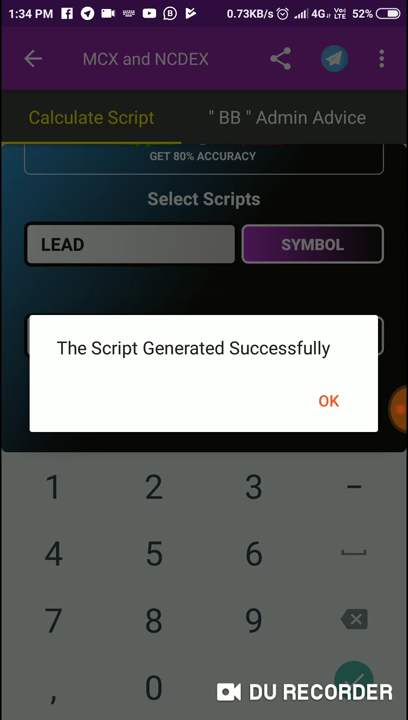 1:34 PM
0.73KB/s
4G
Vo)
LTE
52%
MCX and NCDEX
Calculate Script
" BB " Admin Advice
GET 80% ACCURACY
Select Scripts
LEAD
SYMBOL
The Script Generated Successfully
OK
1 2 3 –
4 5 6
7 8 9
, 0
DU RECORDER